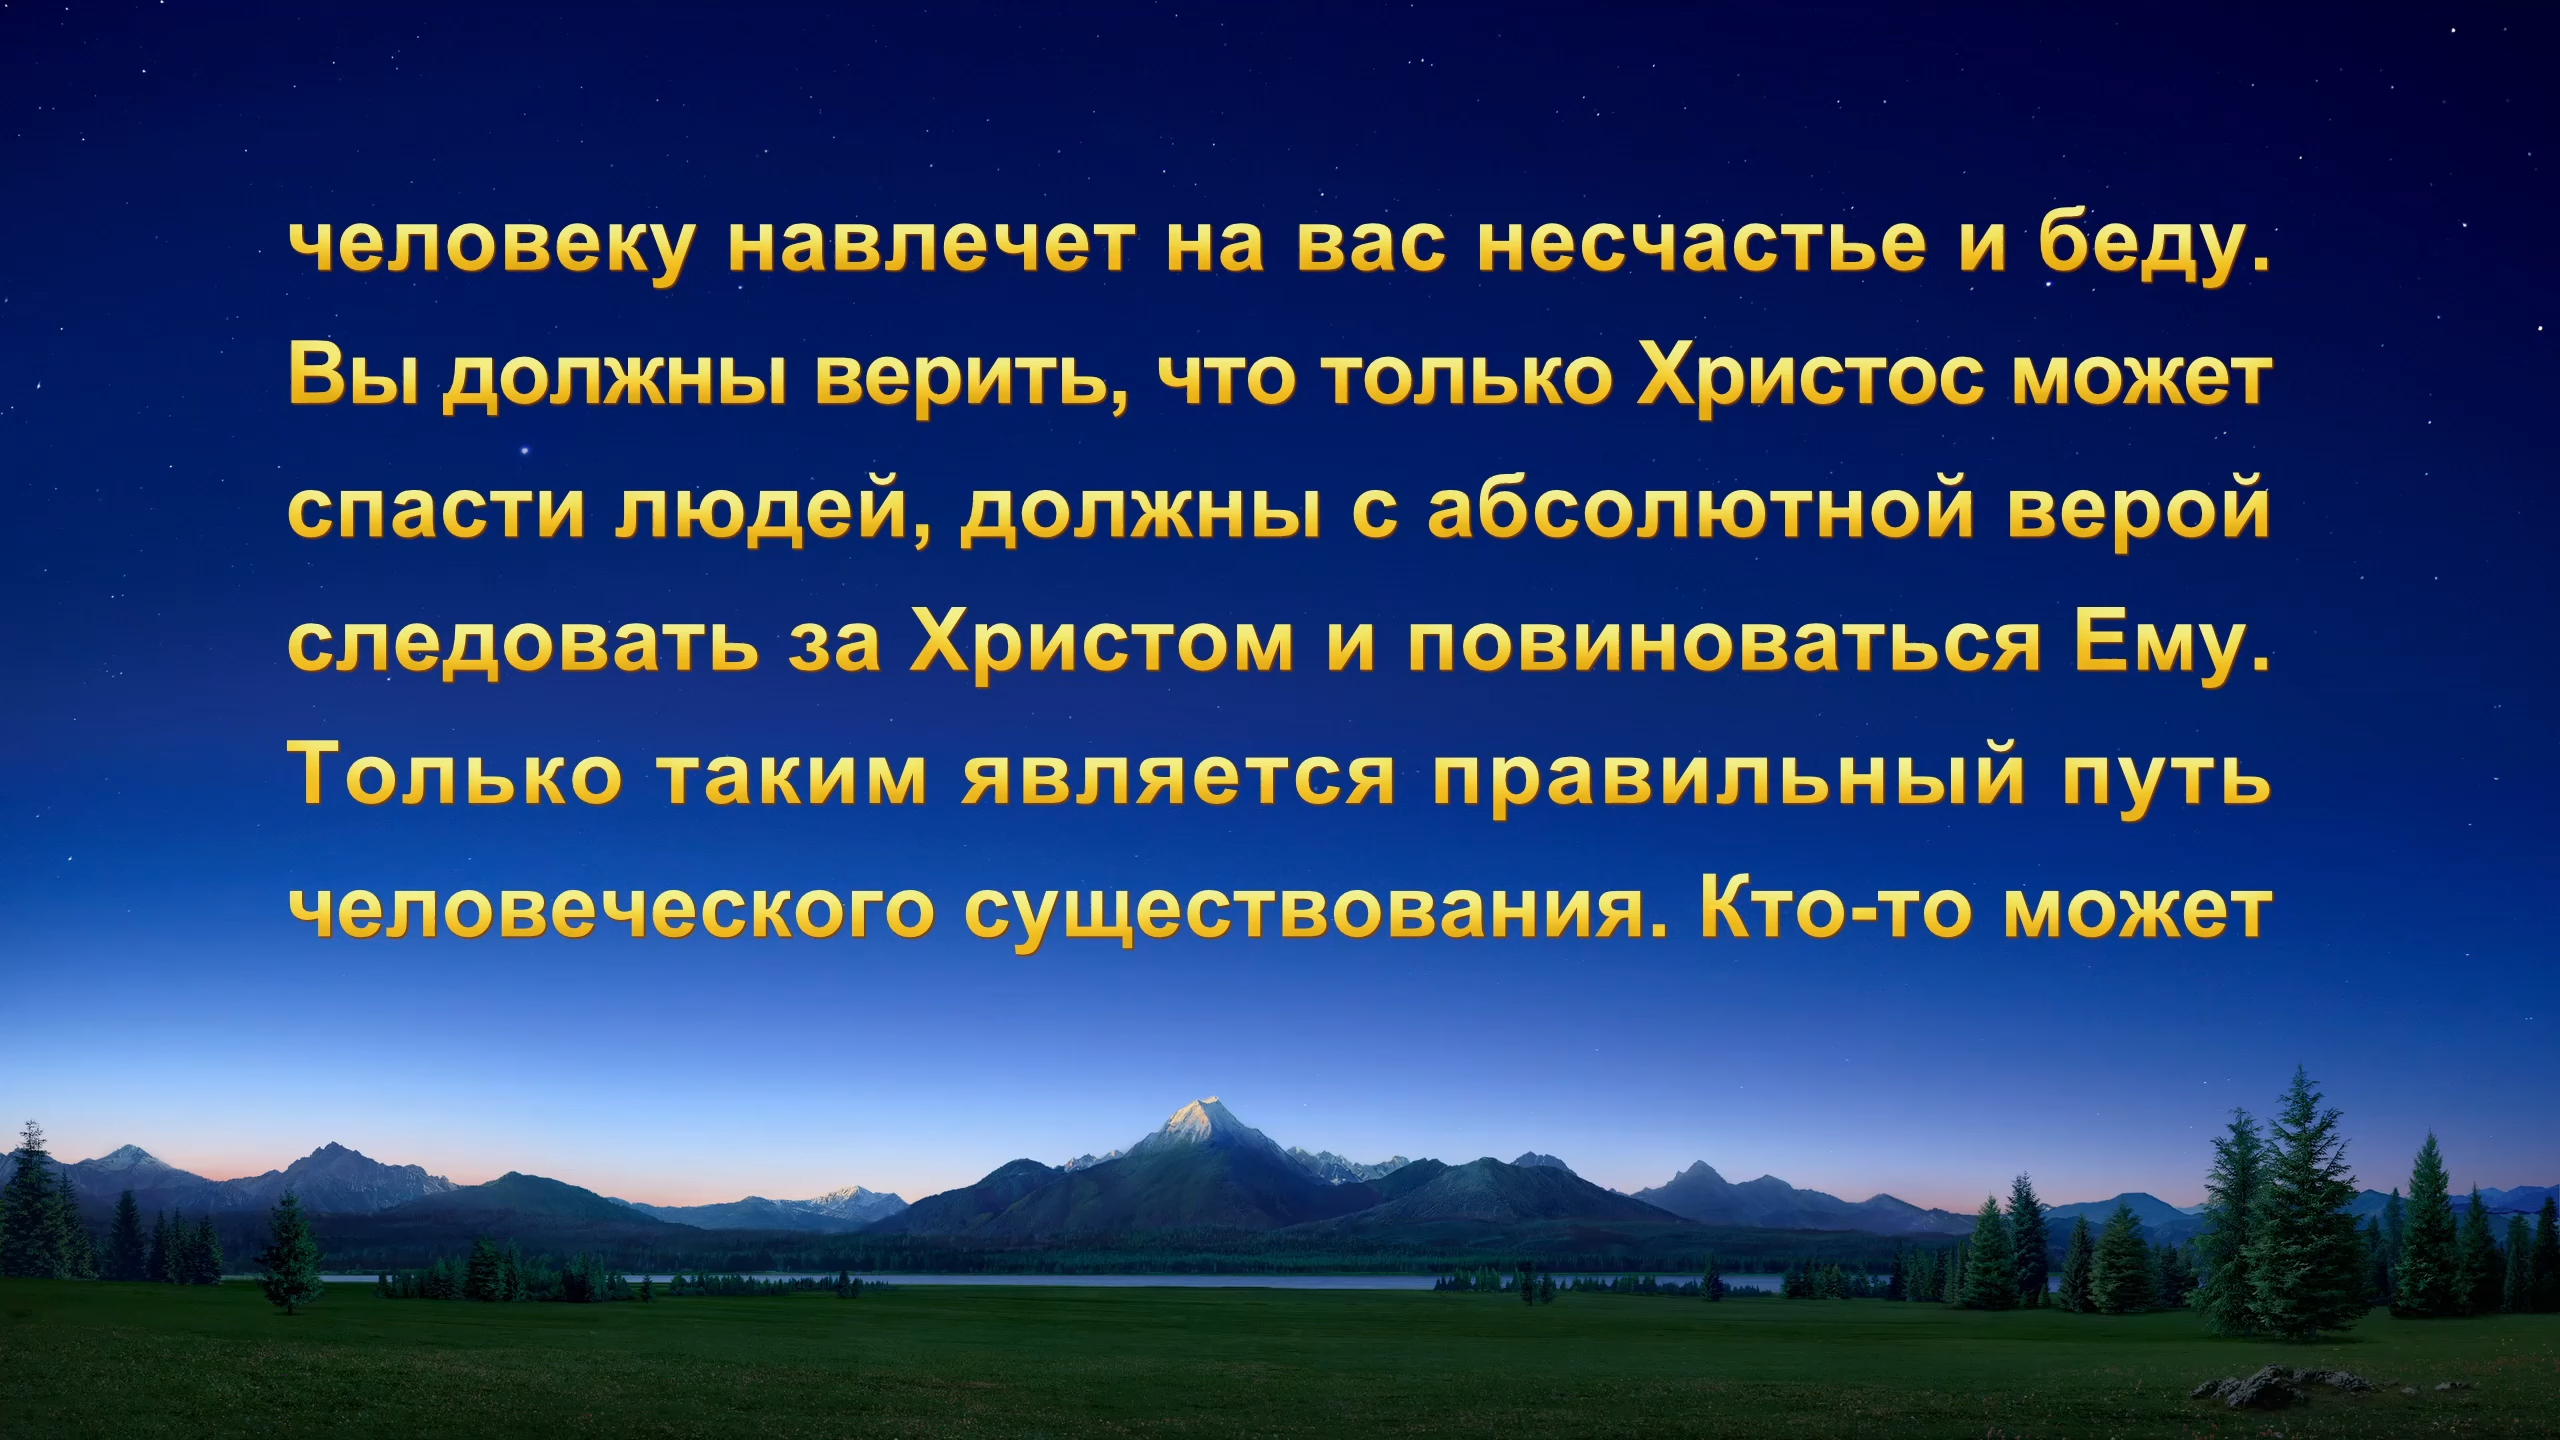 человеку навлечет на вас несчастье и беду.
Вы должны верить, что только Христос может
спасти людей, должны с абсолютной верой
следовать за Христом и повиноваться Ему.
Только таким является правильный путь
человеческого существования. Кто-то может